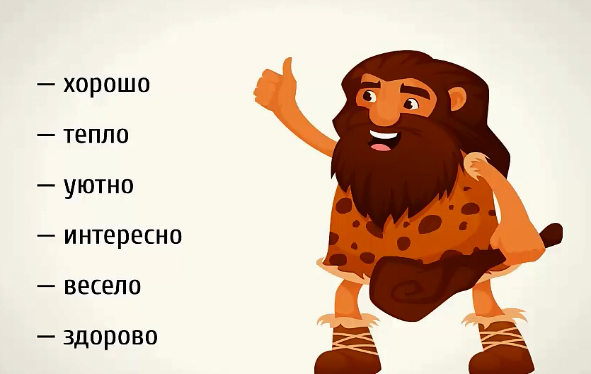 — хорошо
— тепло
— уютно
— интересно
— весело
— здорово